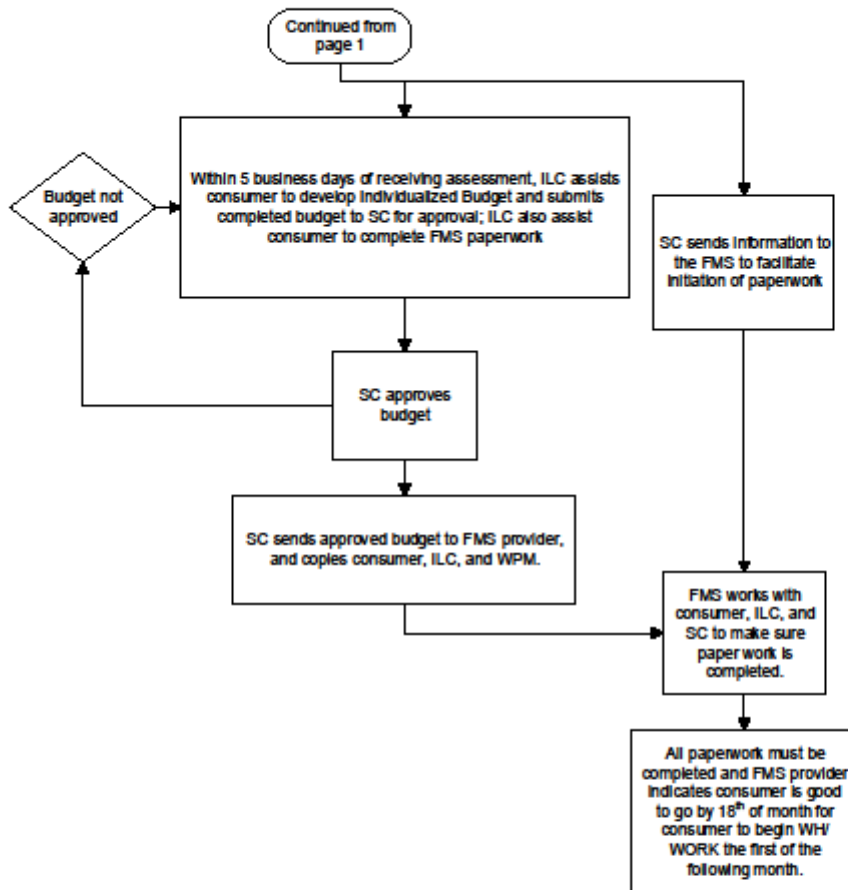 Continued from
page 1
Within 5 business days of receiving assessment, ILC assists
consumer to develop Individualized Budget and submits
completed budget to SC for approval; ILC also assist
consumer to complete FMS paperwork
Budget not
approved
SC sends information to
the FMS to facilitate
initiation of paperwork
SC approves
budget
SC sends approved budget to FMS provider,
and copies consumer, ILC, and WPM.
FMS works with
consumer, ILC, and
SC to make sure
paper work is
completed.
All paperwork must be
completed and FMS provider
indicates consumer is good
to go by 18th of month for
consumer to begin WH/
WORK the first of the
following month.